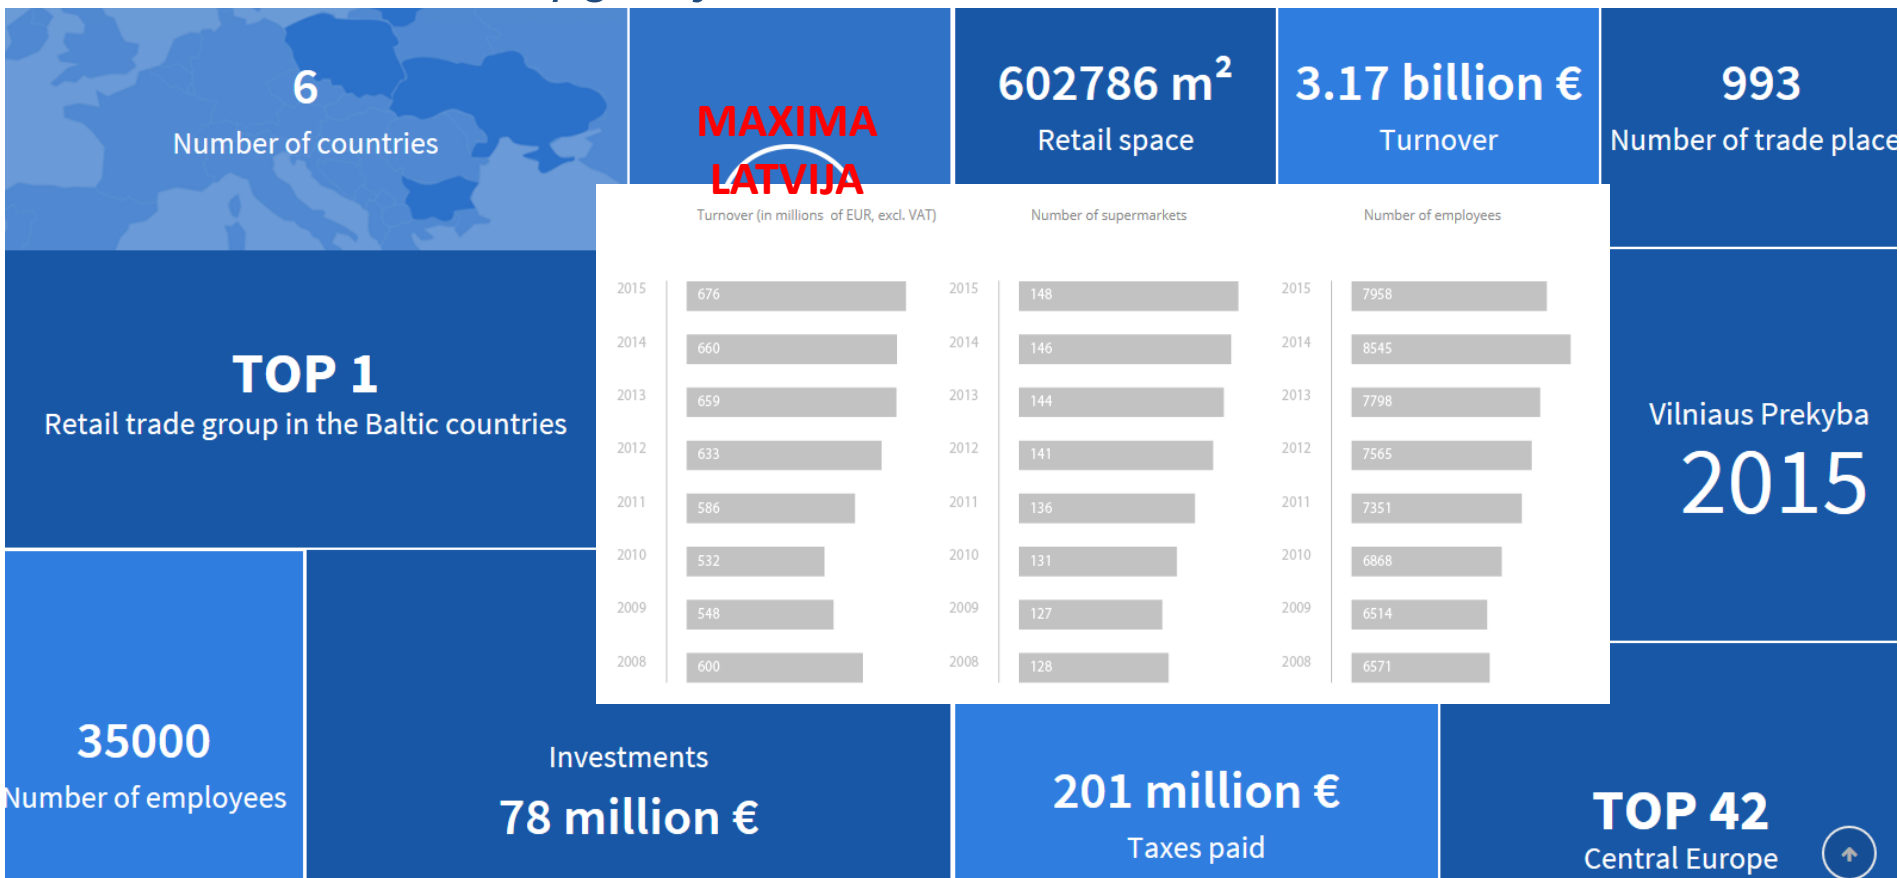 6
Number of countries
MAXIMA
LATVIJA
602786 m²
Retail space
3.17 billion €
Turnover
993
Number of trade place
TOP 1
Retail trade group in the Baltic countries
Turnover (in millions of EUR, excl. VAT)
2015 676
2014 660
2013 659
2012 633
2011 586
2010 532
2009 548
2008 600
Number of supermarkets
2015 148
2014 146
2013 144
2012 141
2011 136
2010 131
2009 127
2008 128
Number of employees
2015 7958
2014 8545
2013 7798
2012 7565
2011 7351
2010 6868
2009 6514
2008 6571
Vilniaus Prekyba
2015
35000
Number of employees
Investments
78 million €
201 million €
Taxes paid
TOP 42
Central Europe